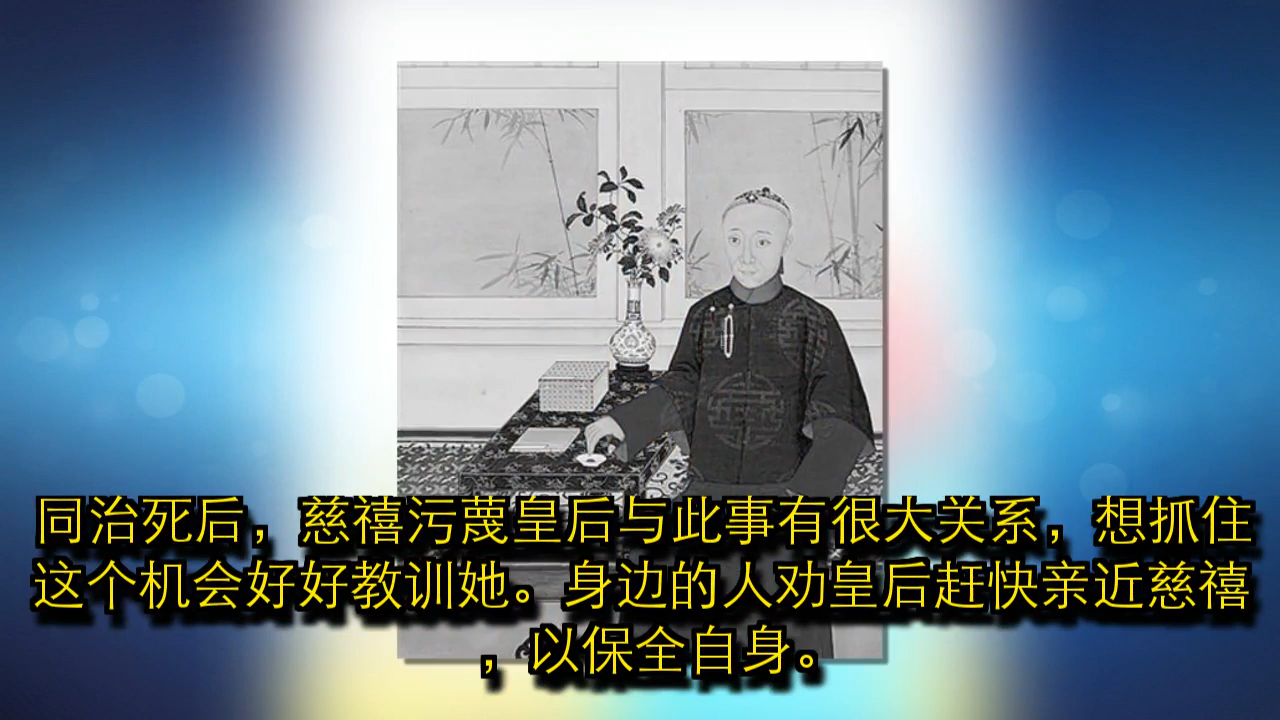 同治死后，慈禧污蔑皇后与此事有很大关系，想抓住
这个机会好好教训她。身边的人劝皇后赶快亲近慈禧
，以保全自身。